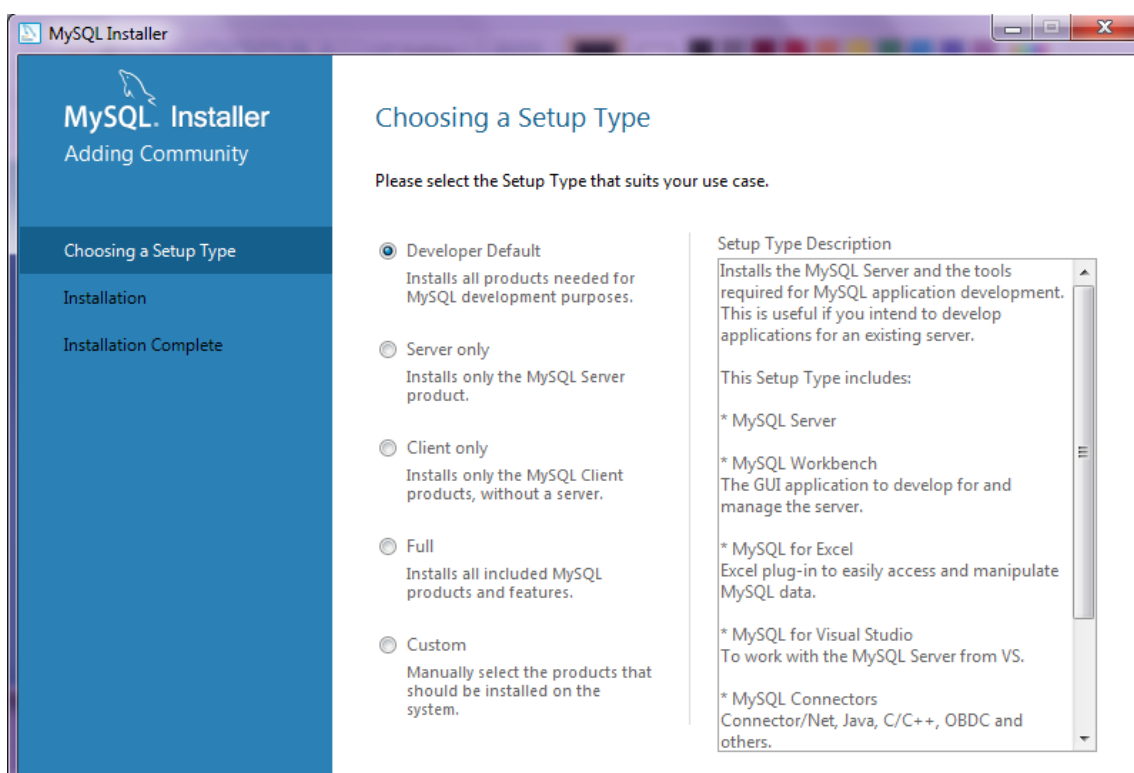 MySQL Installer
MySQL. Installer
Adding Community
Choosing a Setup Type
Installation
Installation Complete
Choosing a Setup Type
Please select the Setup Type that suits your use case.
Developer Default
Installs all products needed for
MySQL development purposes.
Server only
Installs only the MySQL Server
product.
Client only
Installs only the MySQL Client
products, without a server.
Full
Installs all included MySQL
products and features.
Custom
Manually select the products that
should be installed on the
system.
Setup Type Description
Installs the MySQL Server and the tools
required for MySQL application development.
This is useful if you intend to develop
applications for an existing server.
This Setup Type includes:
* MySQL Server
* MySQL Workbench
The GUI application to develop for and
manage the server.
* MySQL for Excel
Excel plug-in to easily access and manipulate
MySQL data.
* MySQL for Visual Studio
To work with the MySQL Server from VS.
* MySQL Connectors
Connector/Net, Java, C/C++, OBDC and
others.